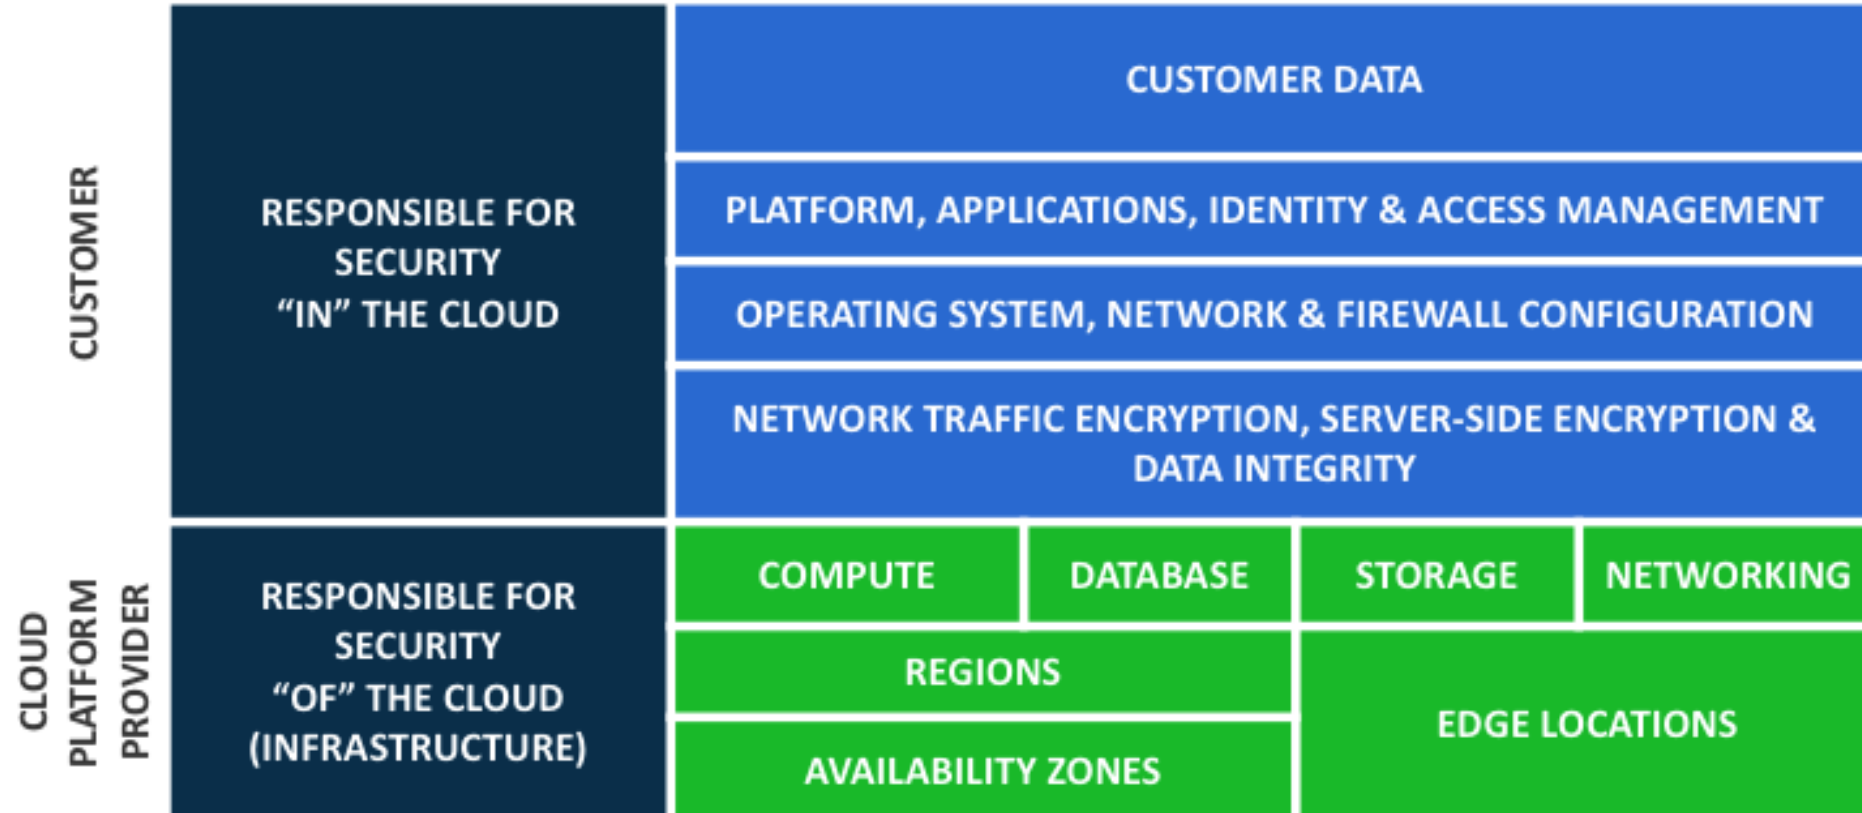 CUSTOMER
RESPONSIBLE FOR
SECURITY
“IN” THE CLOUD
CUSTOMER DATA
PLATFORM, APPLICATIONS, IDENTITY & ACCESS MANAGEMENT
OPERATING SYSTEM, NETWORK & FIREWALL CONFIGURATION
NETWORK TRAFFIC ENCRYPTION, SERVER-SIDE ENCRYPTION &
DATA INTEGRITY
CLOUD
PLATFORM
PROVIDER
RESPONSIBLE FOR
SECURITY
“OF” THE CLOUD
(INFRASTRUCTURE)
COMPUTE
DATABASE
STORAGE
NETWORKING
REGIONS
AVAILABILITY ZONES
EDGE LOCATIONS